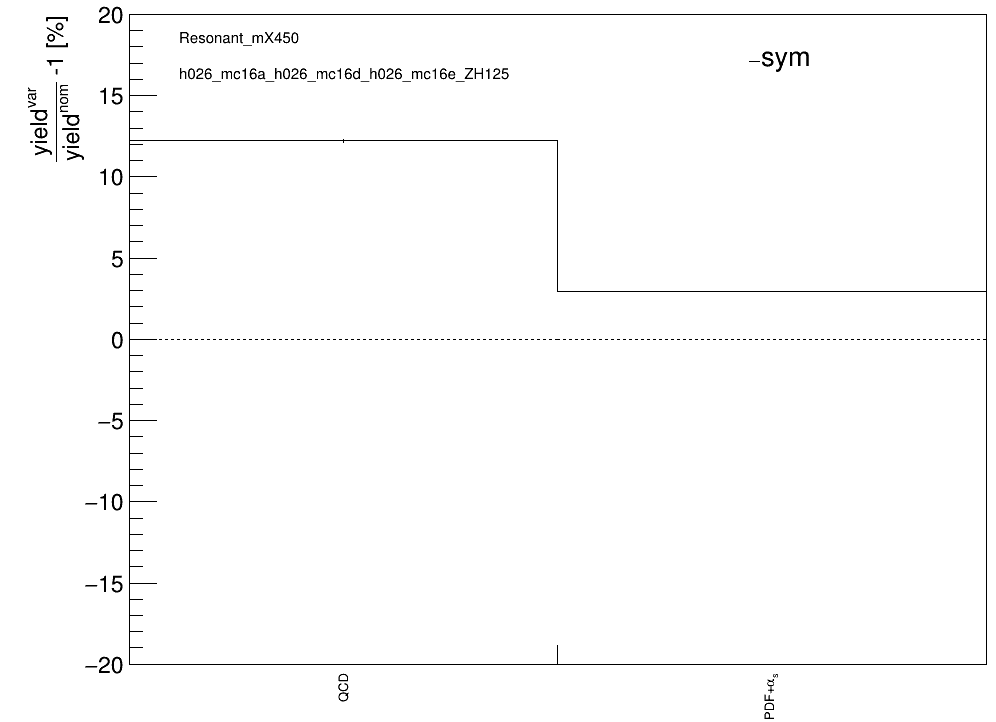 20
15
10
5
0
−5
−10
−15
−20
yield^var
yield^nom
-1 [%]
Resonant_mX450
h026_mc16a_h026_mc16d_h026_mc16e_ZH125
sym
QCD
PDF+α_s